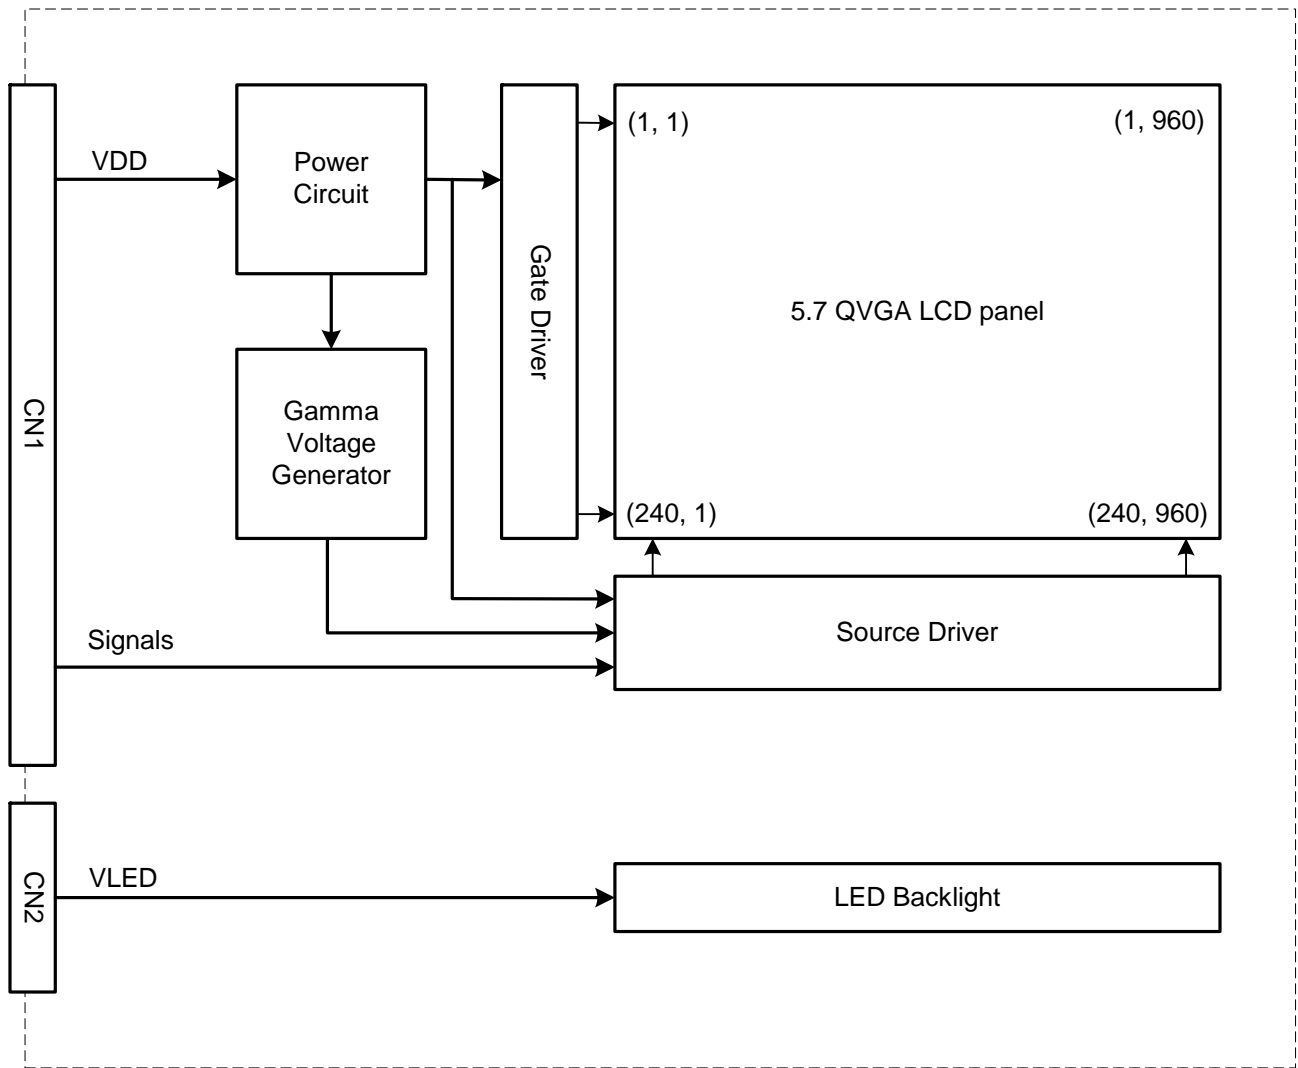 (1, 1)
(1, 960)
VDD
Power
Circuit
Gate Driver
5.7 QVGA LCD panel
CN1
Gamma
Voltage
Generator
(240, 1)
(240, 960)
Signals
Source Driver
CN2
VLED
LED Backlight